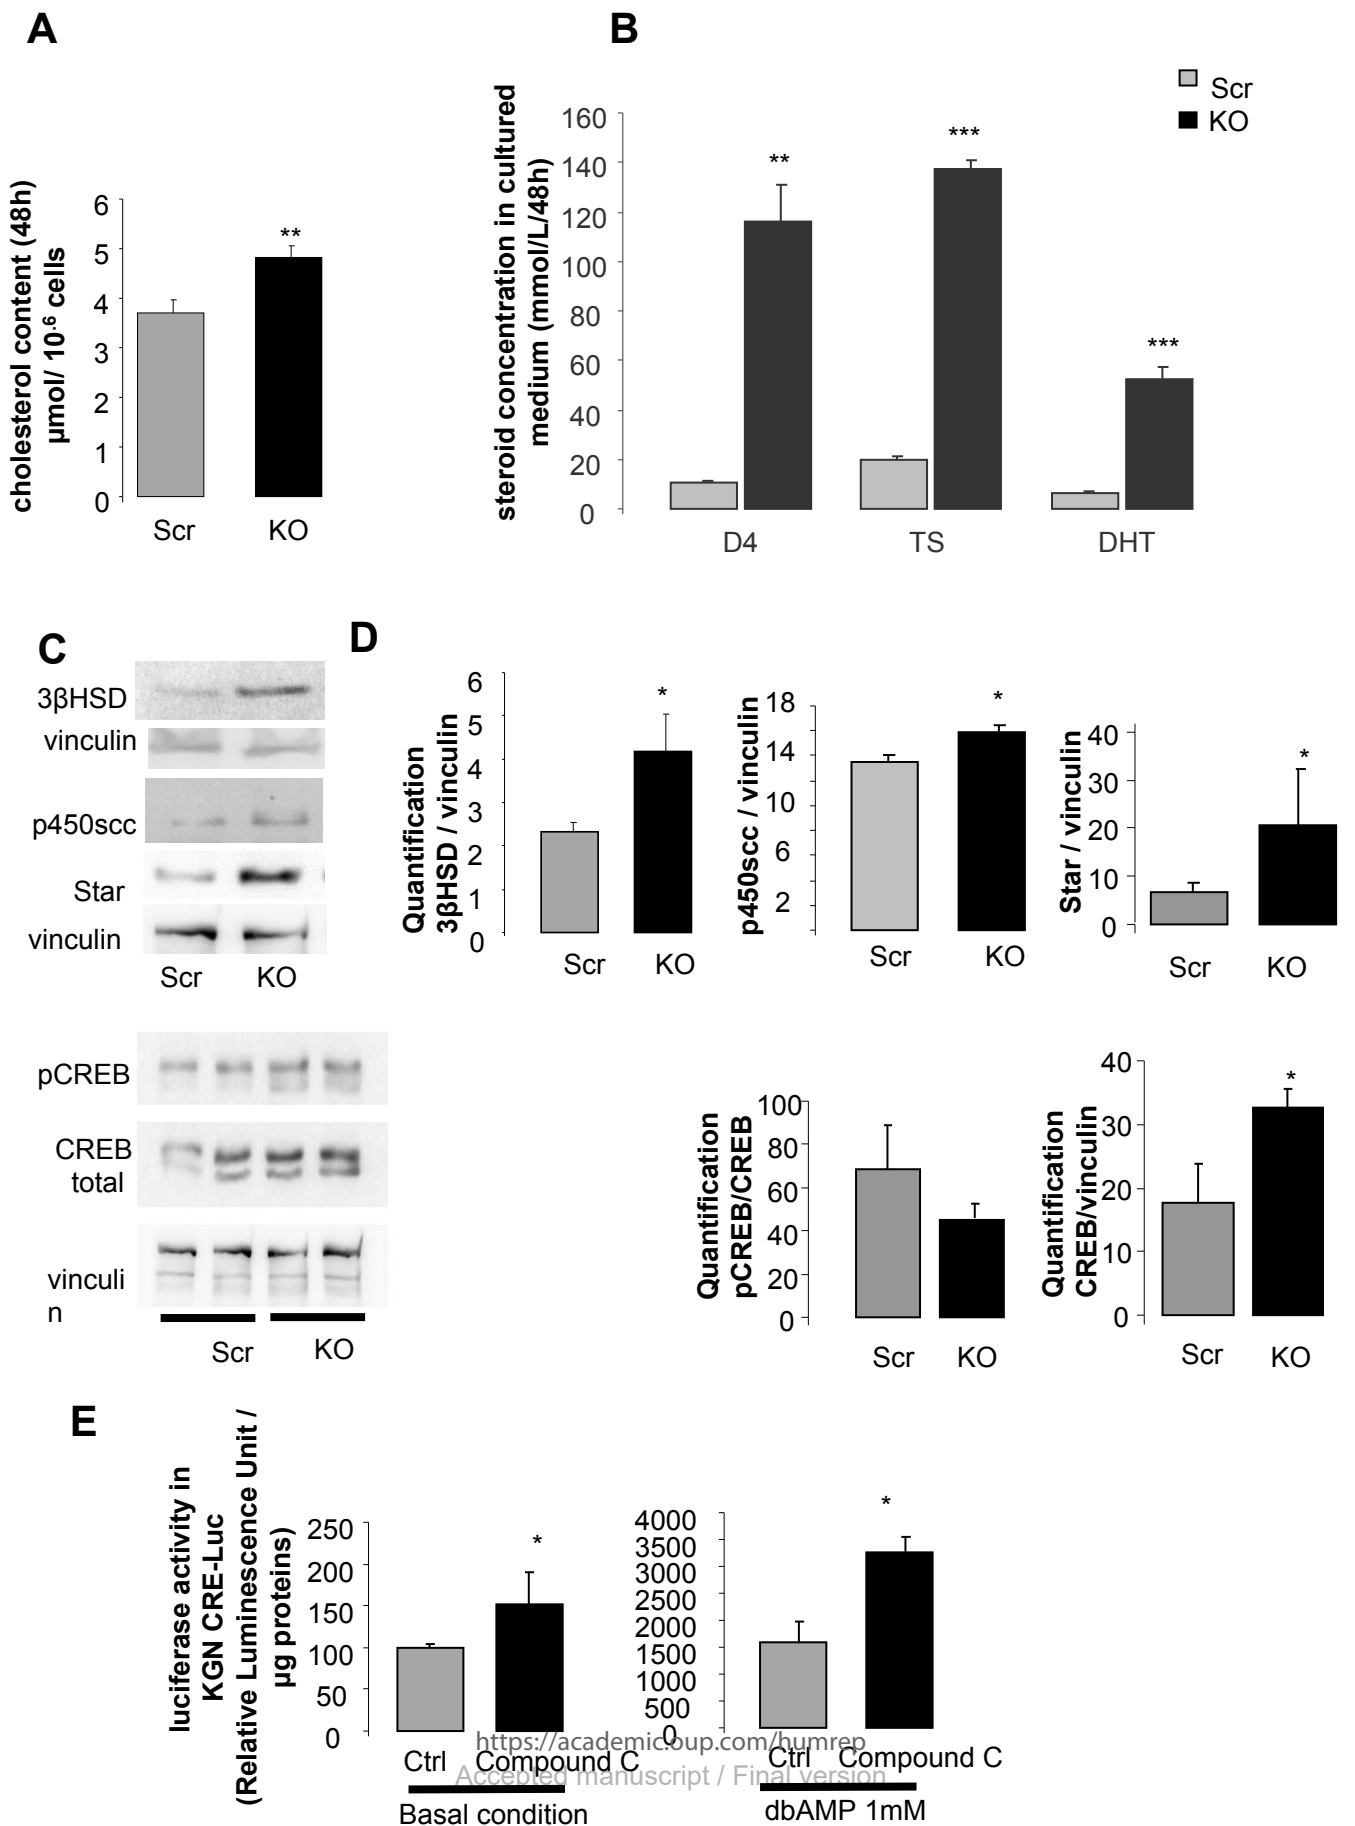 A
cholesterol content (48h)
µmol/ 10-6 cells
6
5
4
3
2
1
0
**
Scr
KO
B
steroid concentration in cultured
medium (mmol/L/48h)
160
140
120
100
80
60
40
20
0
**
***
***
D4
TS
DHT
Scr
KO
C
3βHSD
vinculin
p450scc
Star
vinculin
Scr
KO
pCREB
CREB
total
vinculi
n
Scr
KO
D
Quantification
3βHSD / vinculin
6
5
4
3
2
1
0
*
Scr
KO
p450scc / vinculin
18
14
10
6
2
*
Scr
KO
Star / vinculin
40
30
20
10
0
*
Scr
KO
Quantification
pCREB/CREB
100
80
60
40
20
0
Scr
KO
Quantification
CREB/vinculin
40
30
20
10
0
*
Scr
KO
E
luciferase activity in
KGN CRE-Luc
(Relative Luminescence Unit /
µg proteins)
250
200
150
100
50
0
*
Ctrl
Compound C
Basal condition
4000
3500
3000
2500
2000
1500
1000
500
0
*
Ctrl
Compound C
dbAMP 1mM
https://academic.oup.com/humrep
Accepted manuscript / Final version